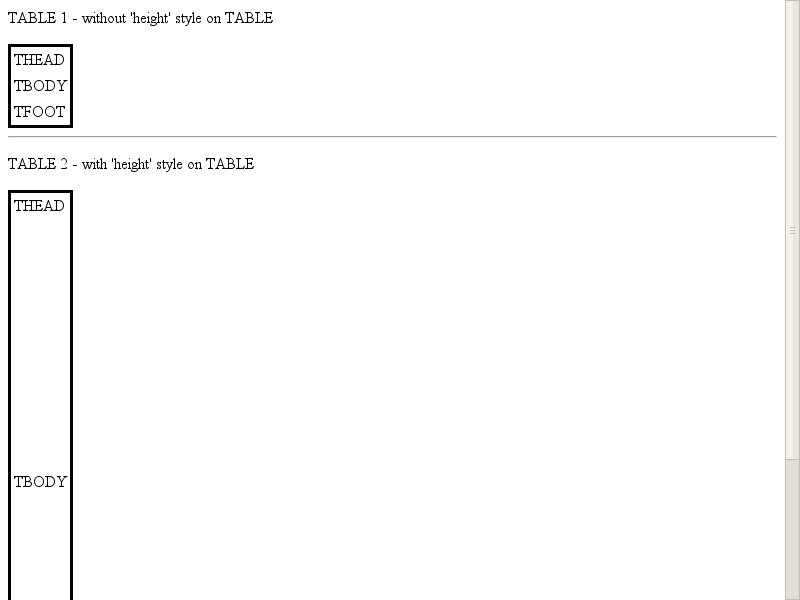 TABLE 1 - without 'height' style on TABLE
THEAD
TBODY
TFOOT
TABLE 2 - with 'height' style on TABLE
THEAD
TBODY